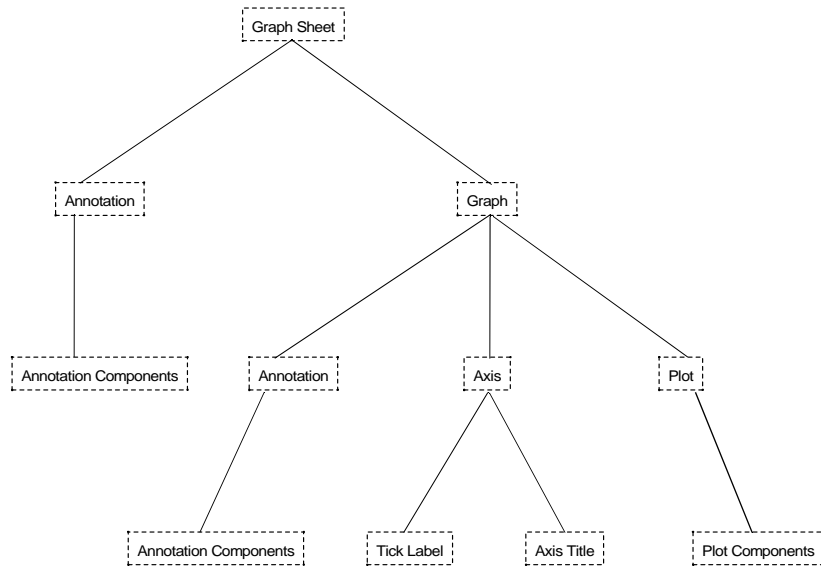 Graph Sheet
Annotation
Graph
Annotation Components
Annotation
Axis
Plot
Annotation Components
Tick Label
Axis Title
Plot Components